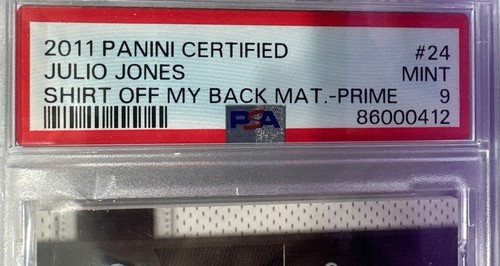 2011 PANINI CERTIFIED #24
JULIO JONES MINT
SHIRT OFF MY BACK MAT.-PRIME 9
PSA 86000412